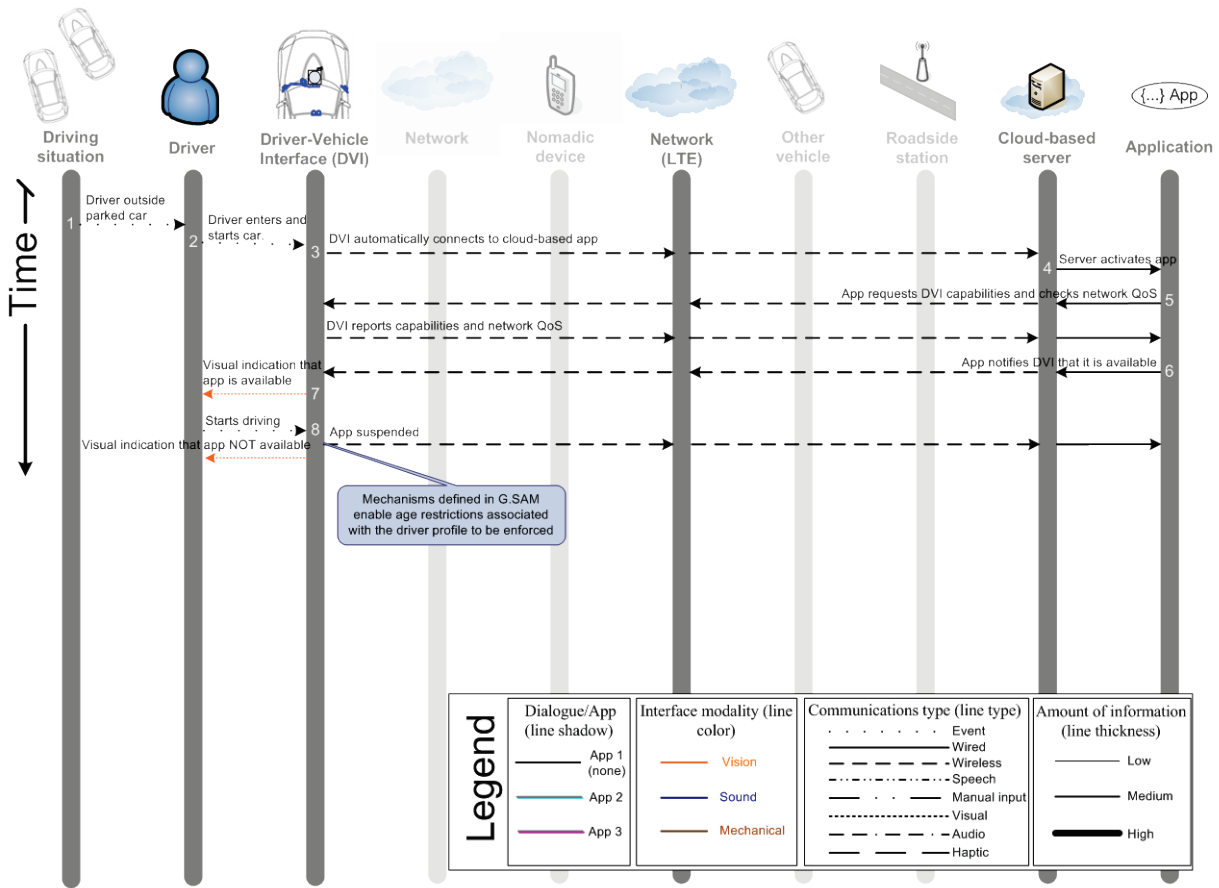 {...} App
Driving
situation
Driver
Driver-Vehicle
Interface (DVI)
Network
Nomadic
device
Network
(LTE)
Other
vehicle
Roadside
station
Cloud-based
server
Application
Time
1
Driver outside
parked car
2
Driver enters and
starts car.
3
DVI automatically connects to cloud-based app
4
Server activates app
App requests DVI capabilities and checks network QoS
5
DVI reports capabilities and network QoS
App notifies DVI that it is available
6
Visual indication that
app is available
7
Starts driving
8
App suspended
Visual indication that app NOT available
Mechanisms defined in G.SAM
enable age restrictions associated
with the driver profile to be enforced
Legend
Dialogue/App
(line shadow)
App 1
(none)
App 2
App 3
Interface modality (line
color)
Vision
Sound
Mechanical
Communications type (line type)
Event
Wired
Wireless
Speech
Manual input
Visual
Audio
Haptic
Amount of information
(line thickness)
Low
Medium
High